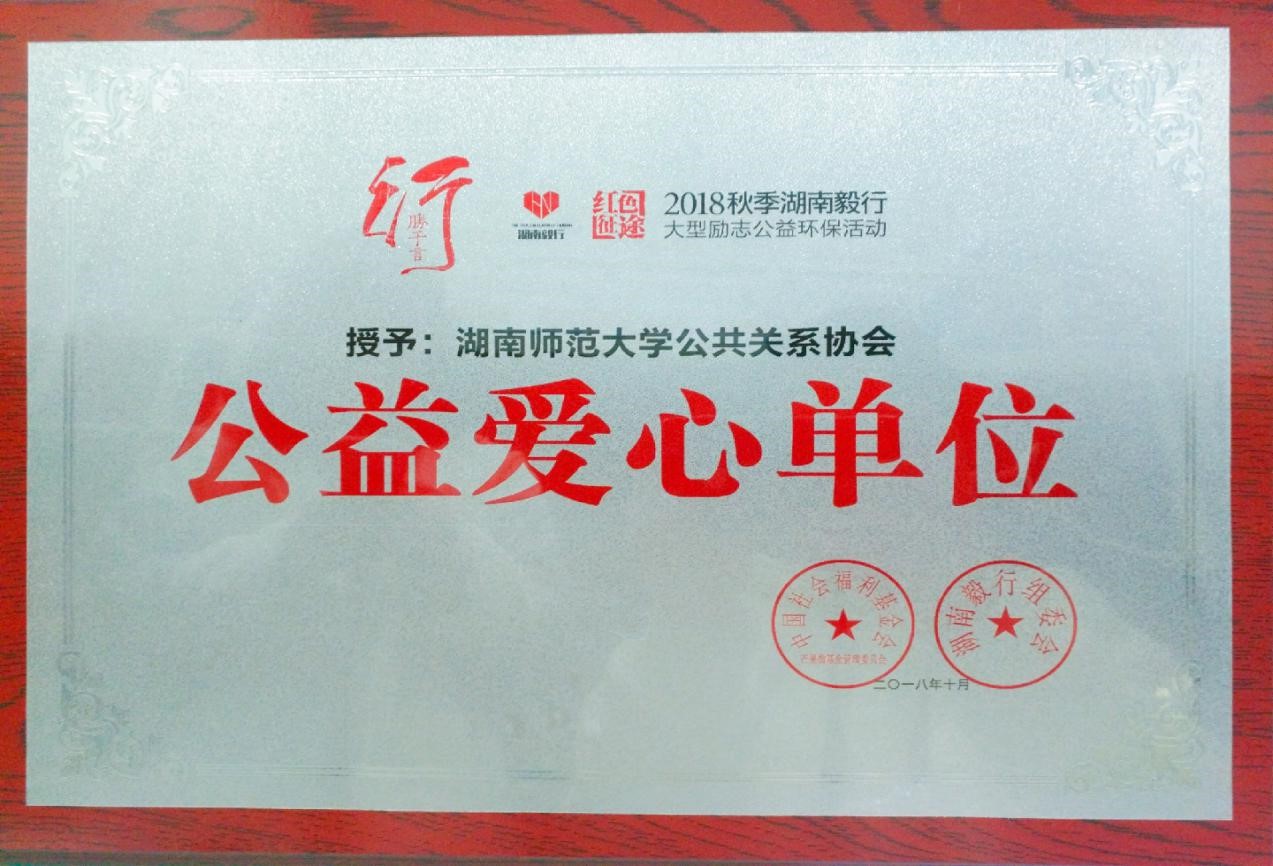 行
勝于言
湖南毅行
红色
征途
2018秋季湖南毅行
大型励志公益环保活动
授予：湖南师范大学公共关系协会
公益爱心单位
中国社会福利基金会
湖南毅行组委会
二〇一八年十月